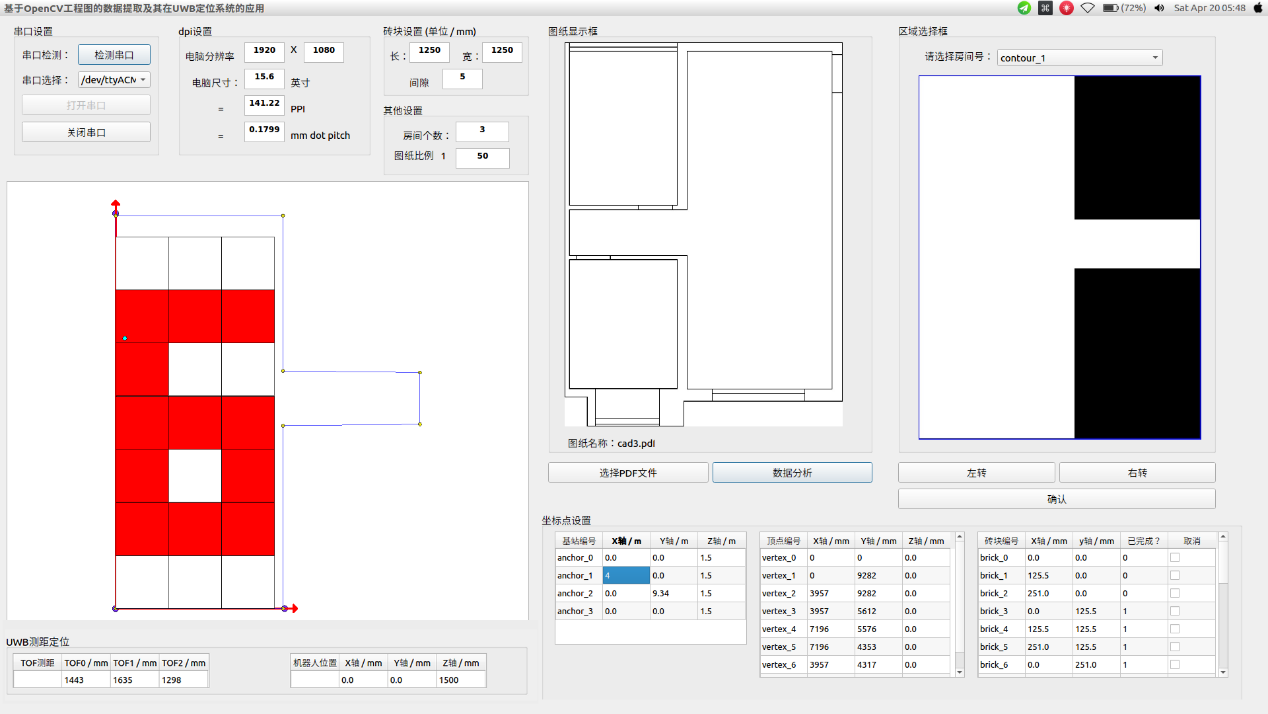 基于OpenCV工程图的数据提取及其在UWB定位系统的应用
(72%) Sat Apr 20 05:48
串口设置
串口检测： 检测串口
串口选择： /dev/ttyACM
打开串口
关闭串口
dpi设置
电脑分辨率 1920 X 1080
电脑尺寸： 15.6 英寸
= 141.22 PPI
= 0.1799 mm dot pitch
砖块设置 (单位 / mm)
长： 1250 宽： 1250
间隙 5
其他设置
房间个数： 3
图纸比例 1 50
图纸显示框
图纸名称：cad3.pdf
选择PDF文件 数据分析
区域选择框
请选择房间号： contour_1
左转 右转
确认
UWB测距定位
TOF测距 TOF0 / mm TOF1 / mm TOF2 / mm
1443 1635 1298
机器人位置 X轴 / mm Y轴 / mm Z轴 / mm
0.0 0.0 1500
坐标点设置
基站编号 X轴 / m Y轴 / m Z轴 / m
anchor_0 0.0 0.0 1.5
anchor_1 4 0.0 1.5
anchor_2 0.0 9.34 1.5
anchor_3 0.0 0.0 1.5
顶点编号 X轴 / mm Y轴 / mm Z轴 / mm
vertex_0 0 0 0.0
vertex_1 0 9282 0.0
vertex_2 3957 9282 0.0
vertex_3 3957 5612 0.0
vertex_4 7196 5576 0.0
vertex_5 7196 4353 0.0
vertex_6 3957 4317 0.0
砖块编号 X轴 / mm y轴 / mm 已完成？ 取消
brick_0 0.0 0.0 0
brick_1 125.5 0.0 0
brick_2 251.0 0.0 0
brick_3 0.0 125.5 1
brick_4 125.5 125.5 1
brick_5 251.0 125.5 1
brick_6 0.0 251.0 1